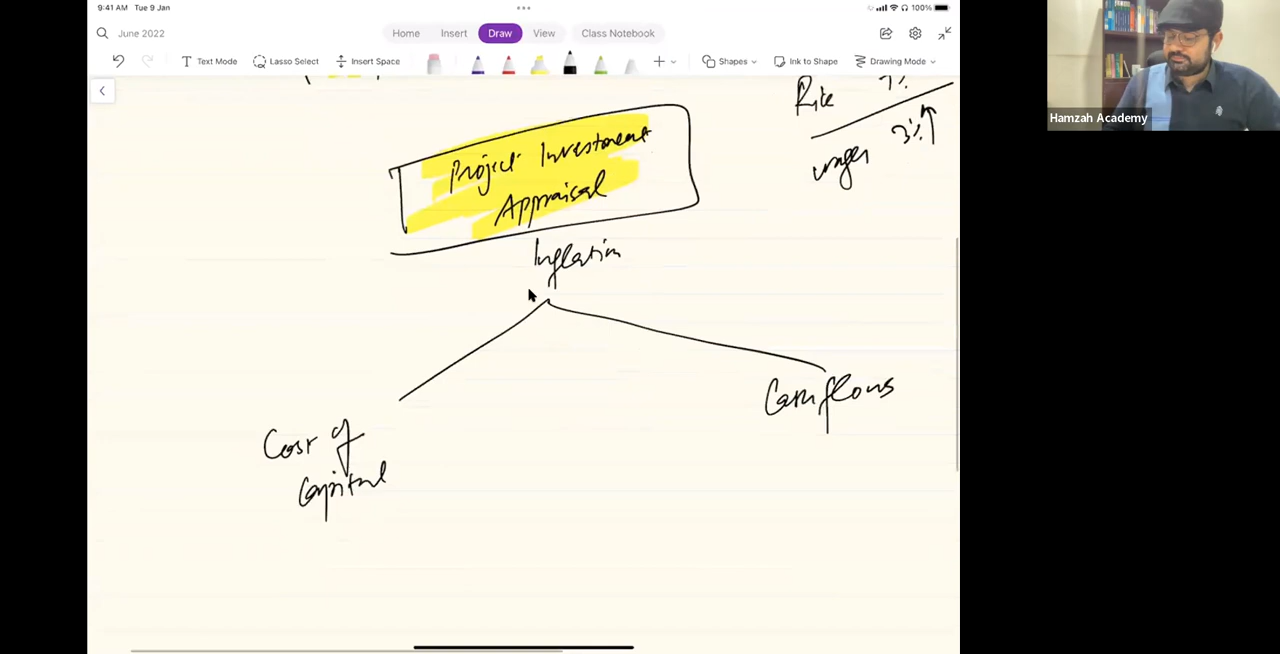 9:41 AM Tue 9 Jan
100%
June 2022
Home Insert Draw View Class Notebook
Text Mode Lasso Select Insert Space Shapes Ink to Shape Drawing Mode
Project Investment
Appraisal
Inflation
Cost of
Capital
Cashflows
wages 3%
Hamzah Academy